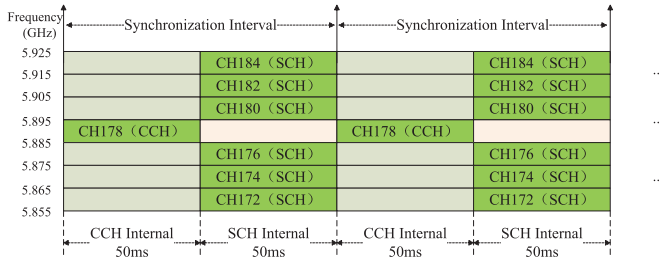 Frequency
(GHz)
Synchronization Interval
Synchronization Interval
5.925
CH184（SCH）
CH184（SCH）
5.915
CH182（SCH）
CH182（SCH）
...
5.905
CH180（SCH）
CH180（SCH）
5.895
CH178（CCH）
CH178（CCH）
...
5.885
CH176（SCH）
CH176（SCH）
5.875
CH174（SCH）
CH174（SCH）
...
5.865
CH172（SCH）
CH172（SCH）
5.855
CCH Internal
SCH Internal
CCH Internal
SCH Internal
50ms
50ms
50ms
50ms